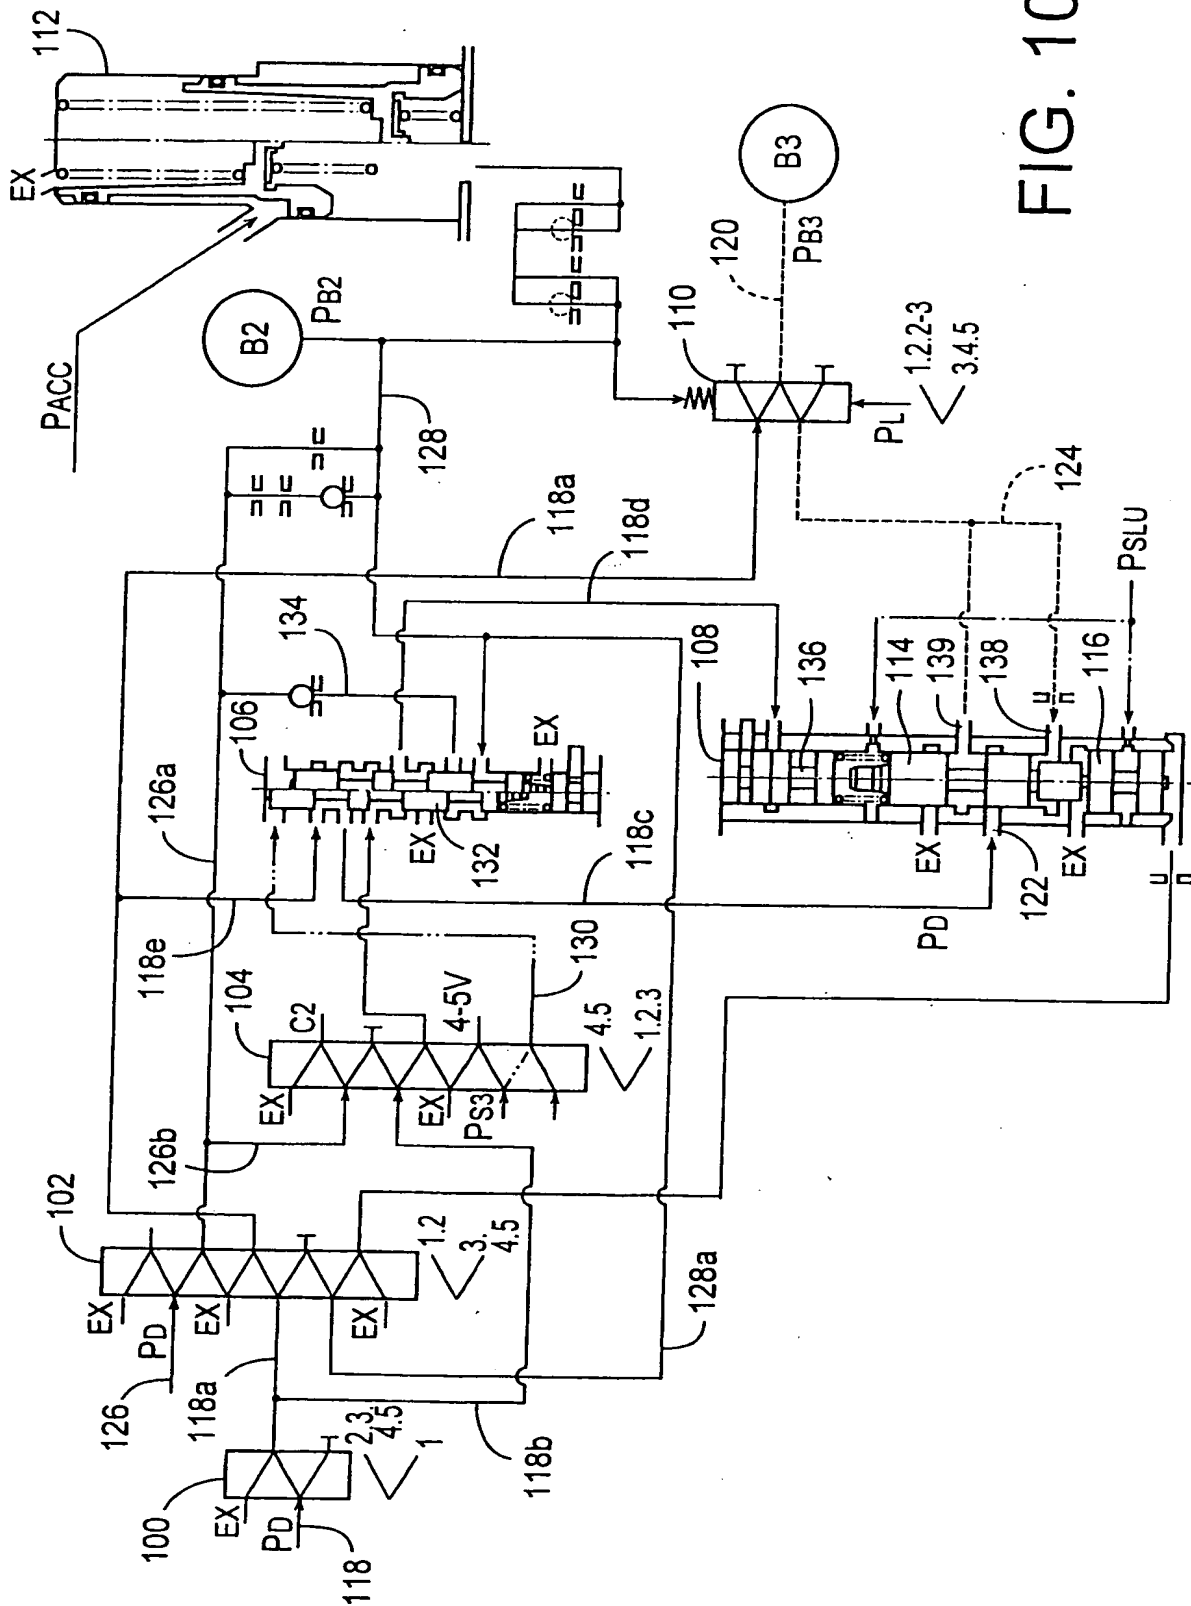 FIG. 10
112
EX
PACC
B2
PB2
128
B3
120
PB3
110
1.2.2-3
3.4.5
PL
118a
118d
124
PSLU
134
108
136
114
139
138
116
106
126a
EX
EX
132
118c
EX
122
EX
PD
118e
104
C2
4-5V
130
4.5
1.2.3
EX
EX
PS3
126b
102
1.2
3.
4.5
128a
EX
PD
EX
EX
126
118a
2.3.
4.5
1
118b
100
EX
PD
118